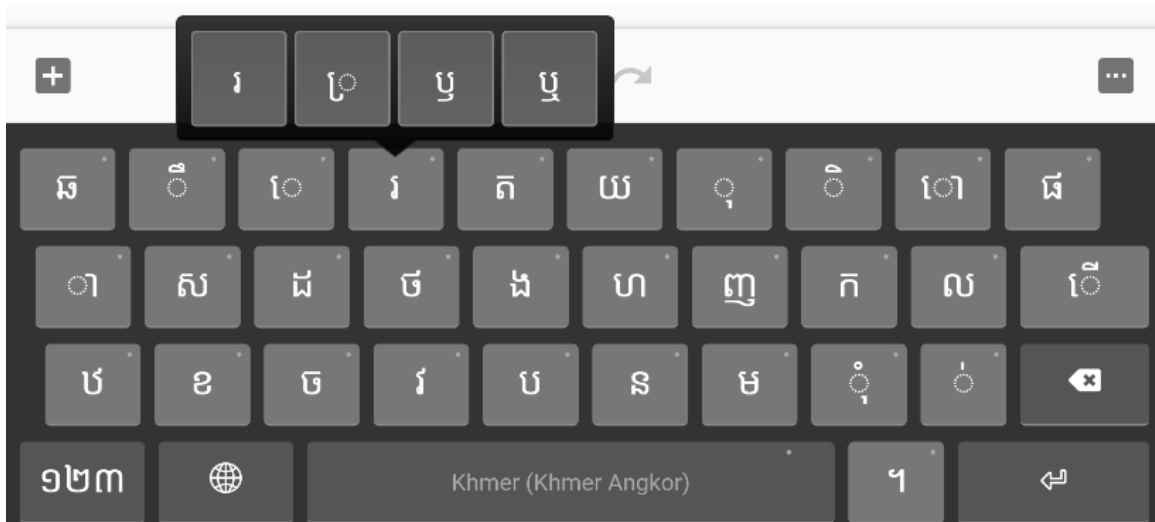 រ ្រ ឫ ឬ
ឆ ឹ េ រ ត យ ុ ិ ោ ផ
ា ស ដ ថ ង ហ ញ ក ល ើ
ឋ ខ ច វ ប ន ម ុំ ់
១២៣ Khmer (Khmer Angkor) ។